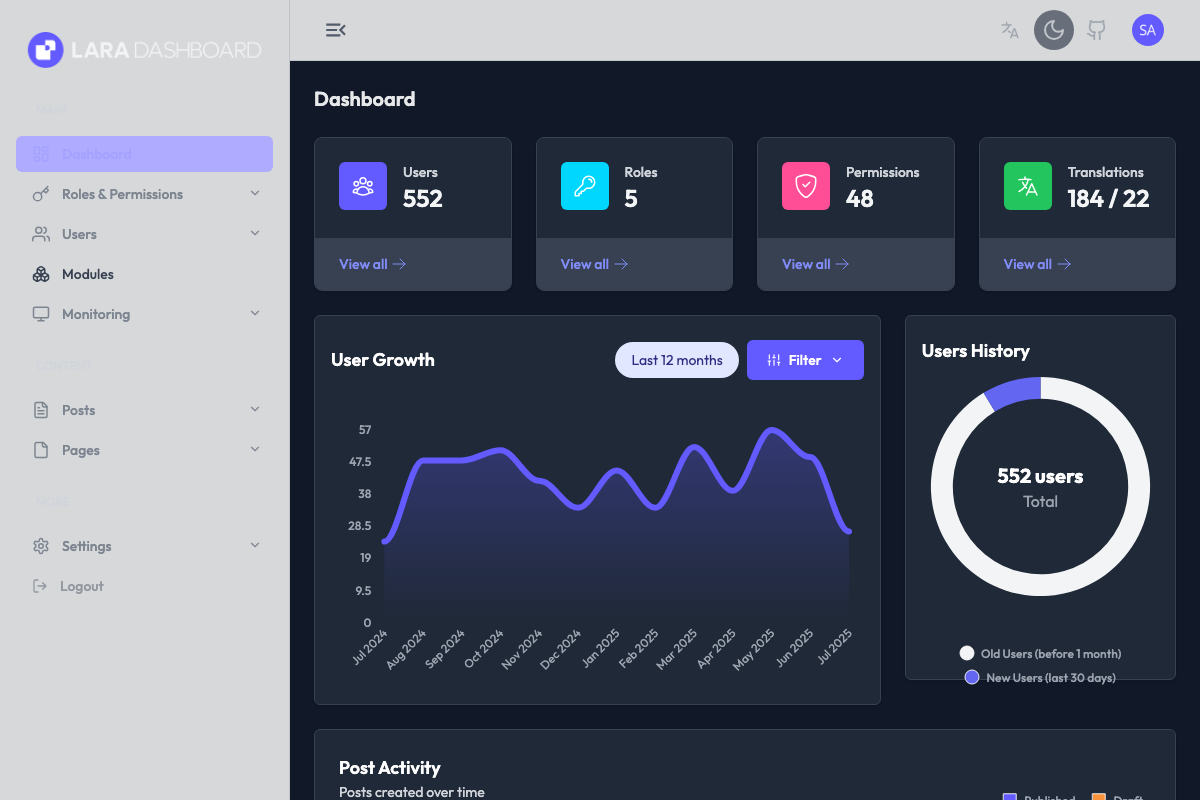 LARA DASHBOARD
MAIN
Dashboard
Roles & Permissions
Users
Modules
Monitoring
CONTENT
Posts
Pages
MORE
Settings
Logout
SA
Dashboard
Users
552
View all
Roles
5
View all
Permissions
48
View all
Translations
184 / 22
View all
User Growth
Last 12 months
Filter
57
47.5
38
28.5
19
9.5
0
Jul 2024
Aug 2024
Sep 2024
Oct 2024
Nov 2024
Dec 2024
Jan 2025
Feb 2025
Mar 2025
Apr 2025
May 2025
Jun 2025
Jul 2025
Users History
552 users
Total
Old Users (before 1 month)
New Users (last 30 days)
Post Activity
Posts created over time
Published
Draft